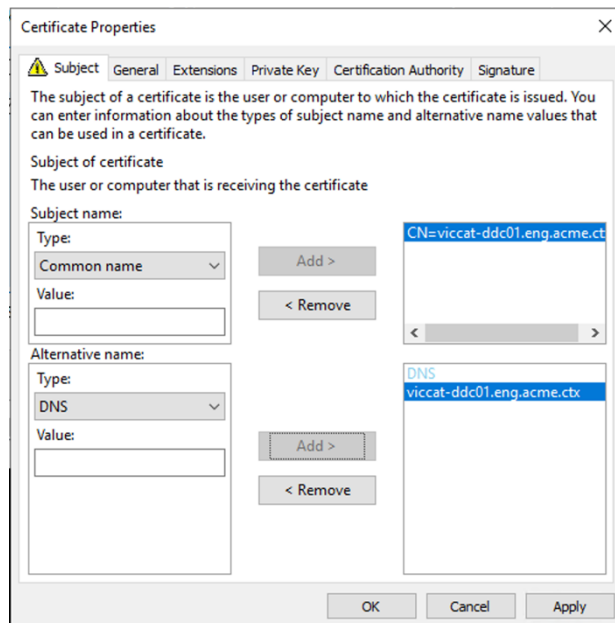 Certificate Properties
Subject General Extensions Private Key Certification Authority Signature
The subject of a certificate is the user or computer to which the certificate is issued. You
can enter information about the types of subject name and alternative name values that
can be used in a certificate.
Subject of certificate
The user or computer that is receiving the certificate
Subject name:
Type:
Common name
Value:
Add >
< Remove
CN=viccat-ddc01.eng.acme.ct
Alternative name:
Type:
DNS
Value:
Add >
< Remove
DNS
viccat-ddc01.eng.acme.ctx
OK Cancel Apply